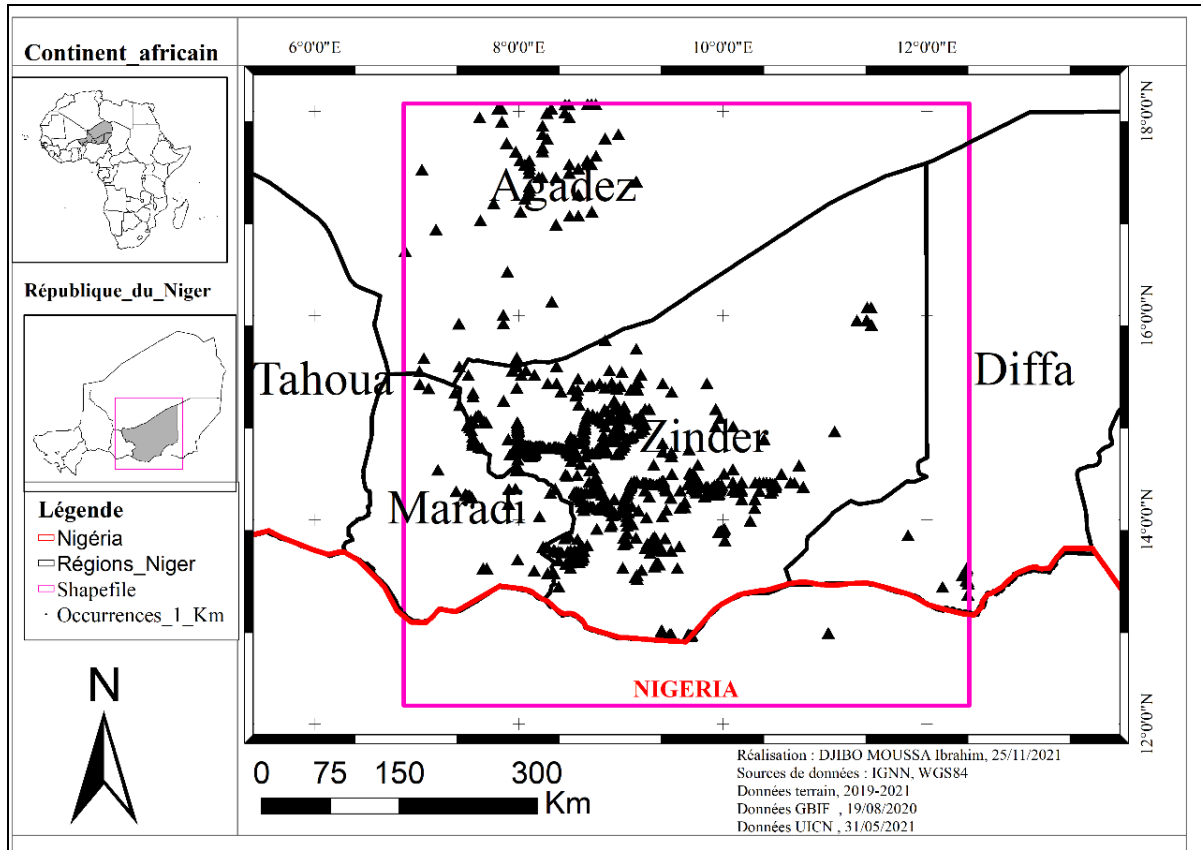 Continent_africain
République_du_Niger
Légende
Nigéria
Régions_Niger
Shapefile
Occurrences_1_Km
N
6°0'0"E 8°0'0"E 10°0'0"E 12°0'0"E
18°0'0"N
16°0'0"N
14°0'0"N
12°0'0"N
Agadez
Tahoua
Diffa
Zinder
Maradi
NIGERIA
0 75 150 300
Km
Réalisation : DJIBO MOUSSA Ibrahim, 25/11/2021
Sources de données : IGNN, WGS84
Données terrain, 2019-2021
Données GBIF , 19/08/2020
Données UICN , 31/05/2021